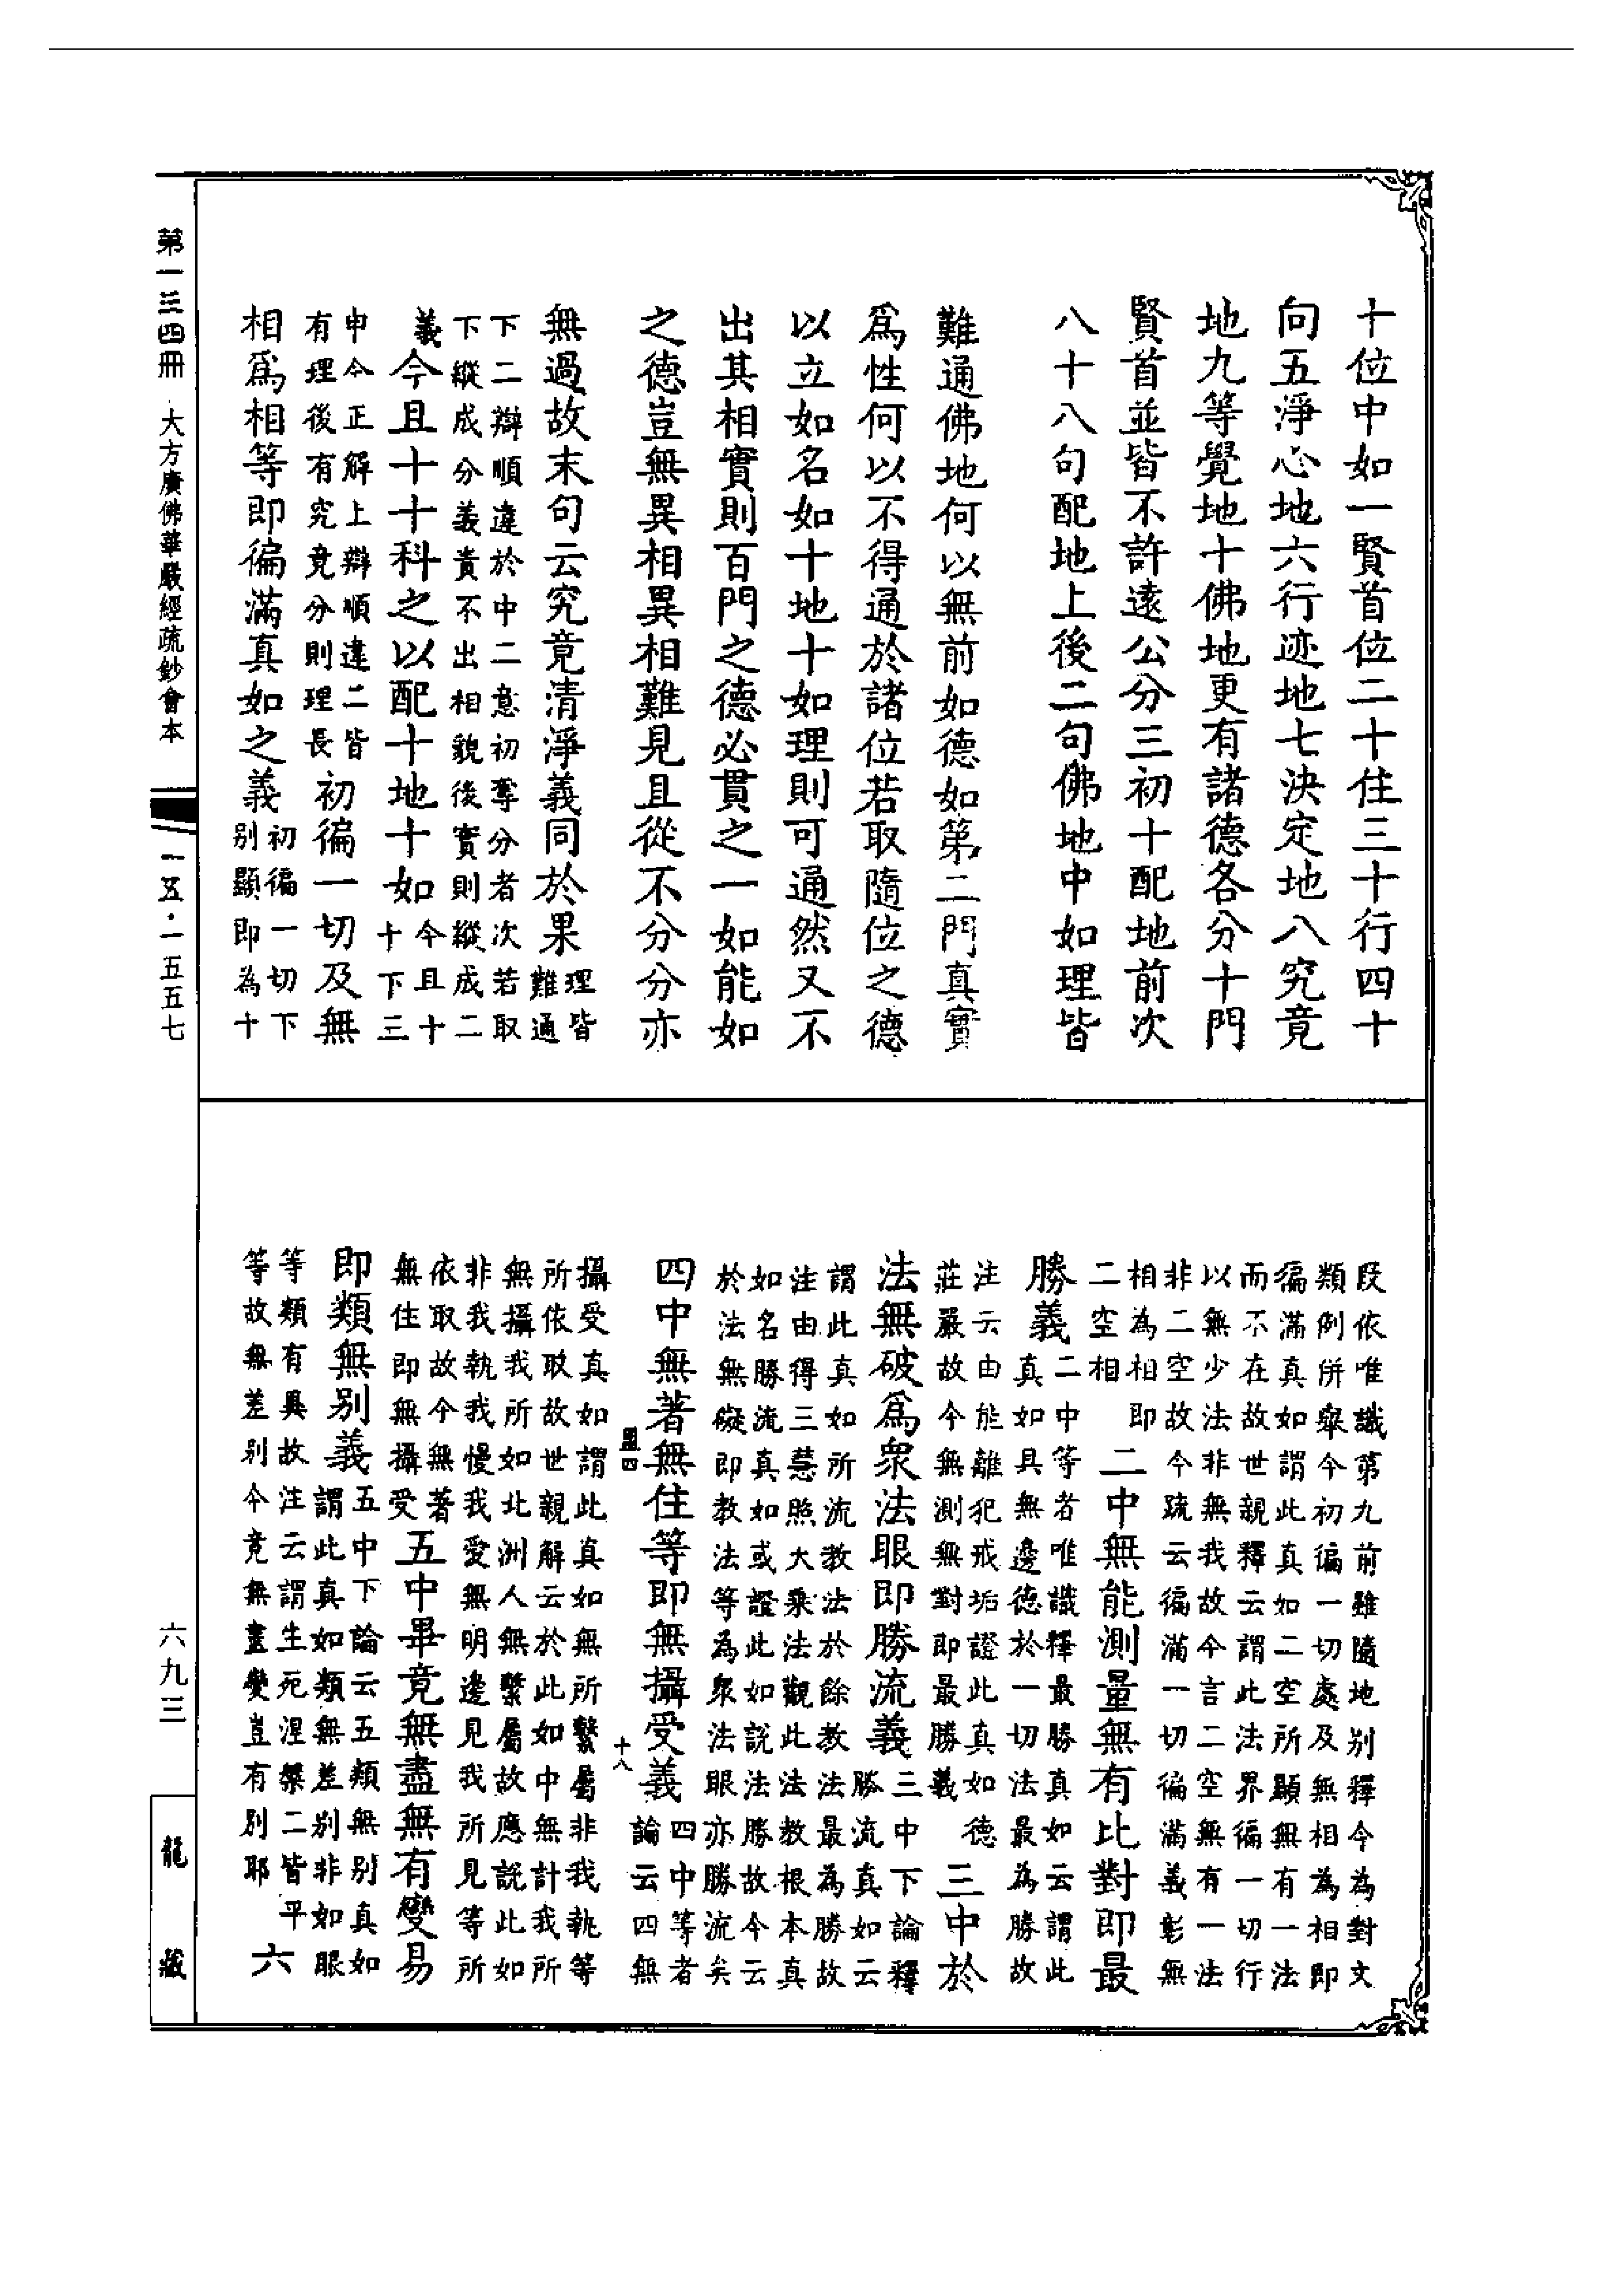 十位中如一賢首位二十住三十行四十
向五淨心地六行迹地七決定地八究竟
地九等覺地十佛地更有諸德各分十門
賢首並皆不許遠公分三初十配地前次
八十八句配地上後二句佛地中如理皆
難通佛地何以無前如德如第二門真實
爲性何以不得通於諸位若取隨位之德
以立如名如十地十如理則可通然又不
出其相實則百門之德必貫之一如能如
之德豈無異相異相難見且從不分分亦
無過故末句云究竟清淨義同於果理皆難通
下二辯順違於中二意初奪分者次若取
下縱成分義責不出相貌後實則縱成二
義今且十十科之以配十地十如今且十十下三
申今正解上辯順違二皆有理後有究竟分則理長初徧一切及無
相爲相等即徧滿真如之義初徧一切下別顯即為十
段依唯識第九前雖隨地别釋今為對文
類例併舉今初徧一切處及無相為相即
徧滿真如謂此真如二空所顯無有一法
而不在故世親釋云謂此法界徧一切行
以無少法非無我故今言二空無有一法
非二空故今疏云徧滿一切徧滿義彰無
相為相相即二空相二中無能測量無有比對即最
勝義二中等者唯識釋最勝真如云謂此真如具無邊德於一切法最為勝故
注云由能離犯戒垢證此真如德莊嚴故今無測無對即最勝義三中於
法無破爲衆法眼即勝流義三中下論釋勝流真如云
謂此真如所流教法於餘教法最為勝故
注由得三慧照大乘法觀此法教根本真
如名勝流真如或證此如說法勝故今云
於法無礙即教法等為衆法眼亦勝流矣
四中無著無住等即無攝受義四中等者論云四無
盟四
十八
攝受真如謂此真如無所繫屬非我執等
所依取故世親解云於此如中無計我所
無攝我所如北洲人無繫屬故應說此如
非我執我慢我愛無明邊見我所見等所
依取故今無著無住即無攝受五中畢竟無盡無有變易
即類無别義五中下論云五類無别真如謂此真如類無差别非如眼
等類有異故注云謂生死涅槃二皆平
等故無差别今竟無盡變豈有别耶六
第一三四冊 大方廣佛華嚴經疏鈔會本
一五·一五五七
六九三
龍藏